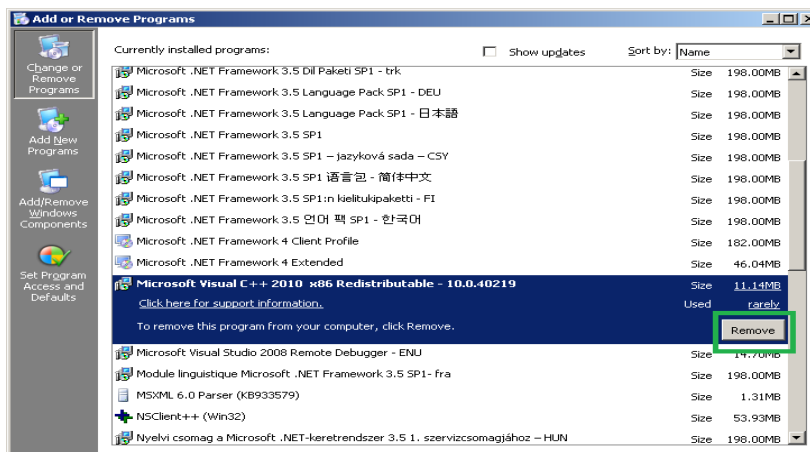 Add or Remove Programs
Change or
Remove
Programs
Add New
Programs
Add/Remove
Windows
Components
Set Program
Access and
Defaults
Currently installed programs:
Show updates
Sort by: Name
Microsoft .NET Framework 3.5 Dil Paketi SP1 - trk Size 198.00MB
Microsoft .NET Framework 3.5 Language Pack SP1 - DEU Size 198.00MB
Microsoft .NET Framework 3.5 Language Pack SP1 - 日本語 Size 198.00MB
Microsoft .NET Framework 3.5 SP1 Size 198.00MB
Microsoft .NET Framework 3.5 SP1 – jazyková sada – CSY Size 198.00MB
Microsoft .NET Framework 3.5 SP1 语言包 - 简体中文 Size 198.00MB
Microsoft .NET Framework 3.5 SP1:n kielitukipaketti - FI Size 198.00MB
Microsoft .NET Framework 3.5 언어 팩 SP1 - 한국어 Size 198.00MB
Microsoft .NET Framework 4 Client Profile Size 182.00MB
Microsoft .NET Framework 4 Extended Size 46.04MB
Microsoft Visual C++ 2010 x86 Redistributable - 10.0.40219 Size 11.14MB
Click here for support information. Used rarely
To remove this program from your computer, click Remove. Remove
Microsoft Visual Studio 2008 Remote Debugger - ENU Size 14.70MB
Module linguistique Microsoft .NET Framework 3.5 SP1- fra Size 198.00MB
MSXML 6.0 Parser (KB933579) Size 1.31MB
NSClient++ (Win32) Size 53.93MB
Nyelvi csomag a Microsoft .NET-keretrendszer 3.5 1. szervizcsomagjához – HUN Size 198.00MB